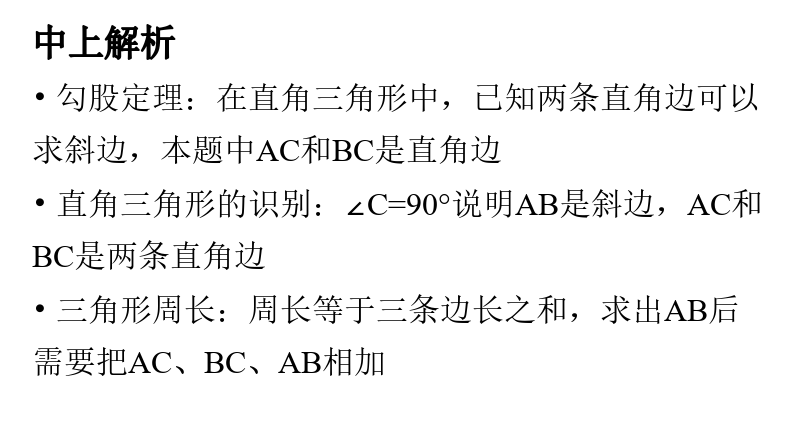 中上解析
• 勾股定理：在直角三角形中，已知两条直角边可以
求斜边，本题中AC和BC是直角边
• 直角三角形的识别：∠C=90°说明AB是斜边，AC和
BC是两条直角边
• 三角形周长：周长等于三条边长之和，求出AB后
需要把AC、BC、AB相加